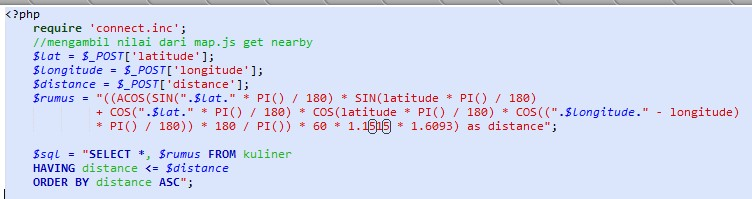 <?php
require 'connect.inc';
//mengambil nilai dari map.js get nearby
$lat = $_POST['latitude'];
$longitude = $_POST['longitude'];
$distance = $_POST['distance'];
$rumus = "((ACOS(SIN(".$lat." * PI() / 180) * SIN(latitude * PI() / 180)
+ COS(".$lat." * PI() / 180) * COS(latitude * PI() / 180) * COS((".$longitude." - longitude)
* PI() / 180)) * 180 / PI()) * 60 * 1.1515 * 1.6093) as distance";
$sql = "SELECT *, $rumus FROM kuliner
HAVING distance <= $distance
ORDER BY distance ASC";